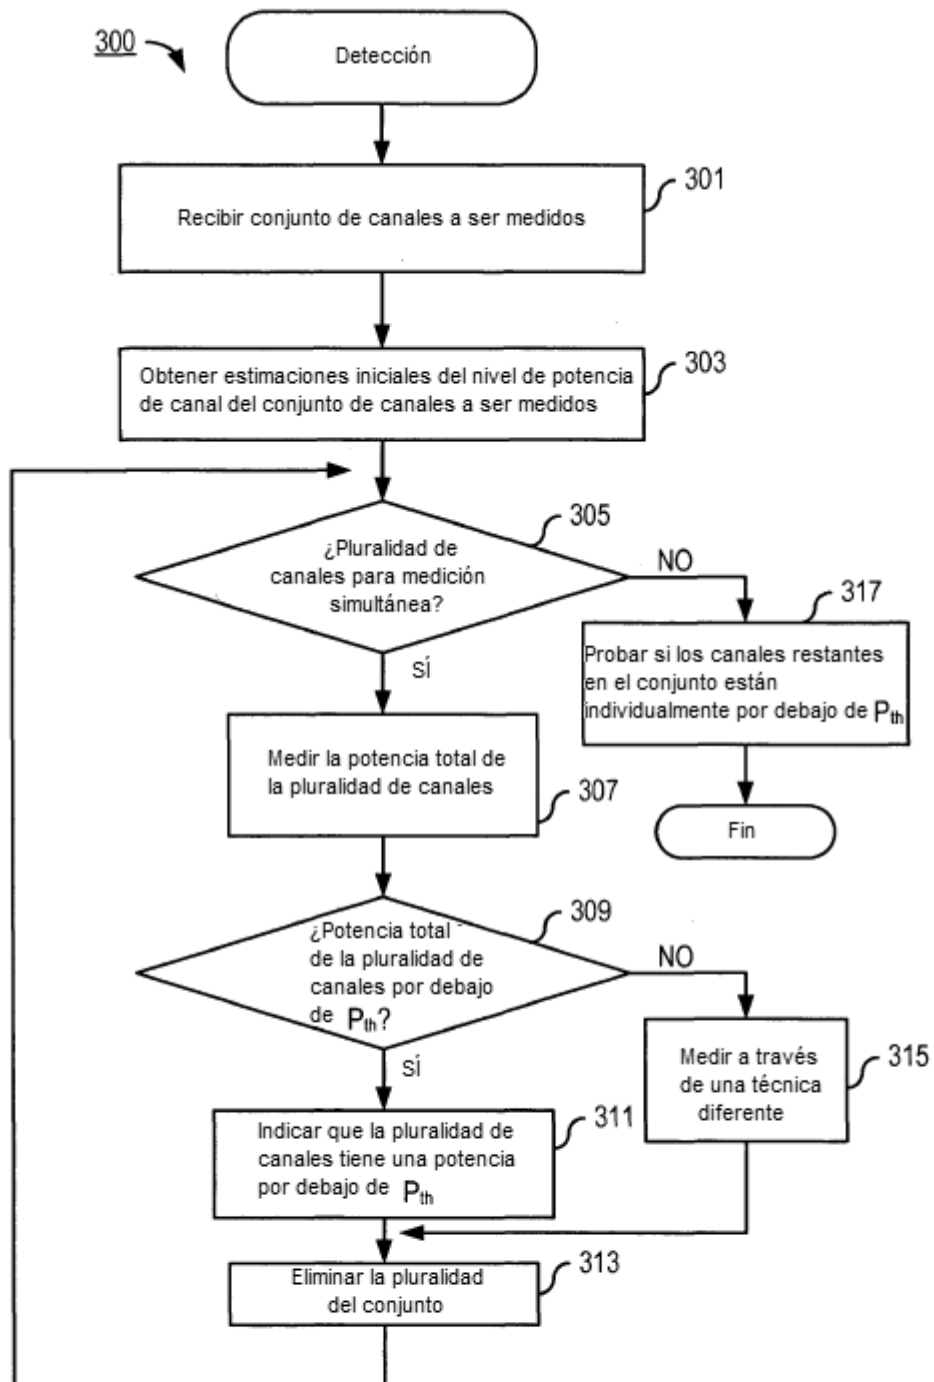 300
Detección
301
Recibir conjunto de canales a ser medidos
303
Obtener estimaciones iniciales del nivel de potencia
de canal del conjunto de canales a ser medidos
305
¿Pluralidad de
canales para medición
simultánea?
NO
SÍ
317
Probar si los canales restantes
en el conjunto están
individualmente por debajo de Pth
Fin
Medir la potencia total de
la pluralidad de canales
307
309
¿Potencia total
de la pluralidad de
canales por debajo
de Pth?
NO
SÍ
Medir a través
de una técnica
diferente
315
Indicar que la pluralidad de
canales tiene una potencia
por debajo de Pth
311
Eliminar la pluralidad
del conjunto
313